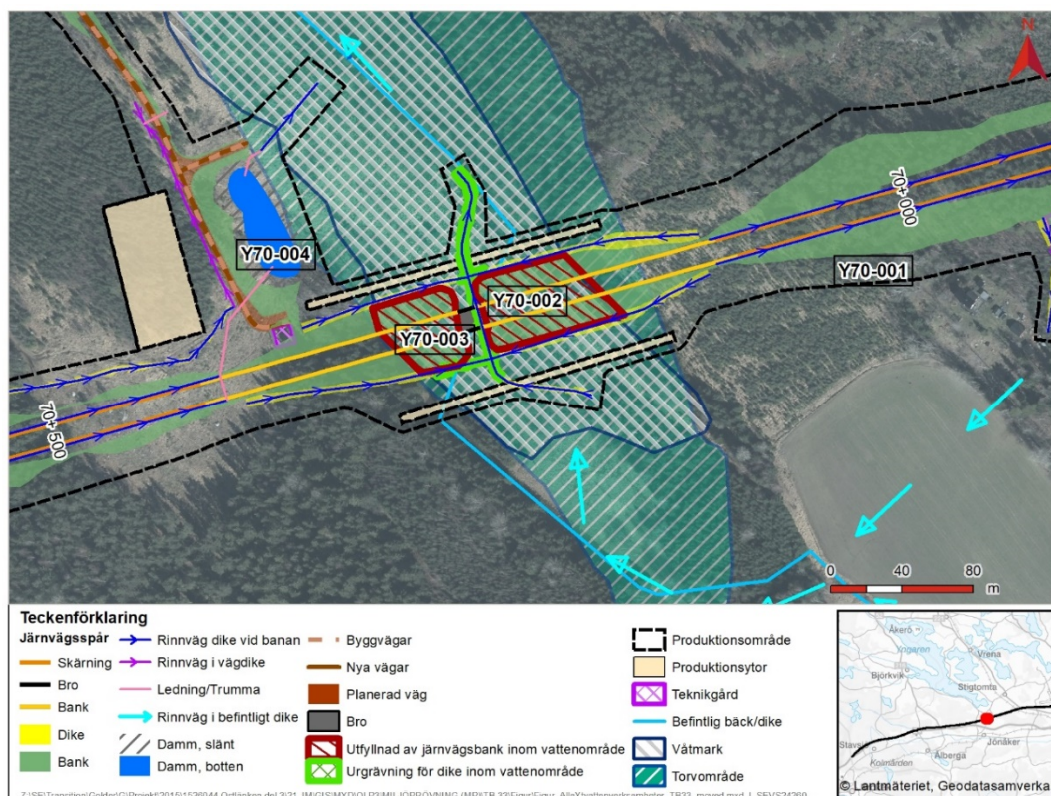 N
70+000
Y70-004
Y70-001
Y70-002
Y70-003
70+500
0 40 80
m
Teckenförklaring
Järnvägsspår
Skärning
Bro
Bank
Dike
Bank
Rinnväg dike vid banan
Rinnväg i vägdike
Ledning/Trumma
Rinnväg i befintligt dike
Damm, slänt
Damm, botten
Byggvägar
Nya vägar
Planerad väg
Bro
Utfyllnad av järnvägsbank inom vattenområde
Urgrävning för dike inom vattenområde
Produktionsområde
Produktionsytor
Teknikgård
Befintlig bäck/dike
Våtmark
Torvområde
Åkerö
Yngaren
Vrena
Björkvik
Stigtomta
Stavsjö
Ålberga
Jönåker
Kolmården
© Lantmäteriet, Geodatasamverka